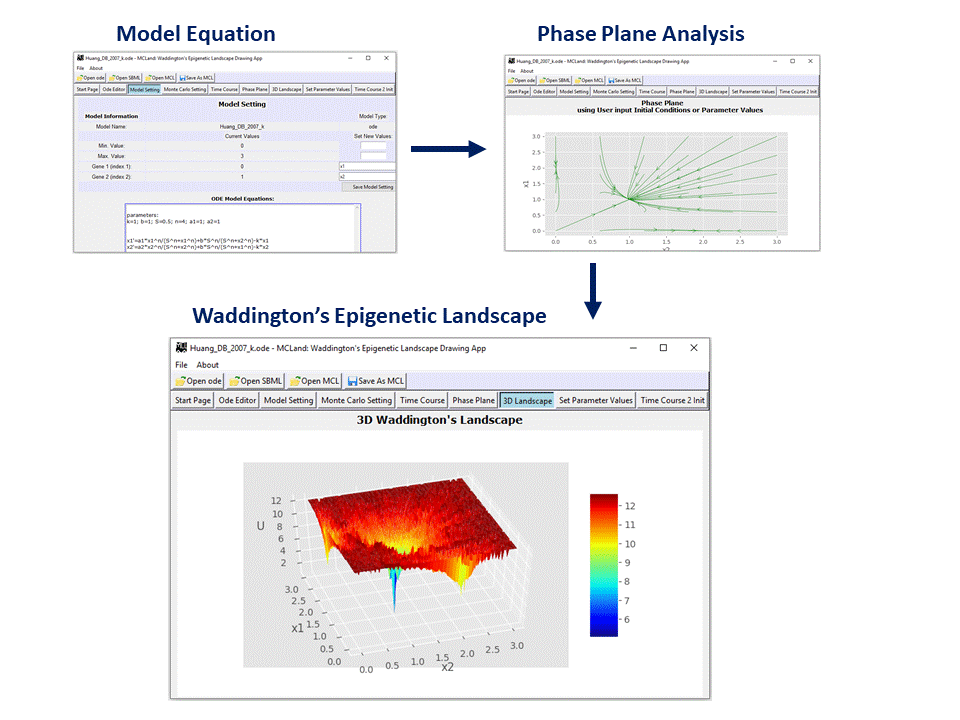 Model Equation
Huang_DB_2007_k.ode - MCLand: Waddington's Epigenetic Landscape Drawing App
File About
Open ode Open SBML Open MCL Save As MCL
Start Page Ode Editor Model Setting Monte Carlo Setting Time Course Phase Plane 3D Landscape Set Parameter Values Time Course 2 Init
Model Setting
Model Information Model Type
Model Name: Huang_DB_2007_k ode
Current Values Set New Values:
Min. Value: 0
Max. Value 3
Gene 1 (index 1): 0 x1
Gene 2 (index 2): 1 x2
Save Model Setting
ODE Model Equations:
parameters:
k=1; b=1; S=0.5; n=4; a1=1; a2=1
x1'=a1*x1^n/(S^n+x1^n)+b*S^n/(S^n+x2^n)-k*x1
x2'=a2*x2^n/(S^n+x2^n)+b*S^n/(S^n+x1^n)-k*x2
Phase Plane Analysis
Huang_DB_2007_k.ode - MCLand: Waddington's Epigenetic Landscape Drawing App
File About
Open ode Open SBML Open MCL Save As MCL
Start Page Ode Editor Model Setting Monte Carlo Setting Time Course Phase Plane 3D Landscape Set Parameter Values Time Course 2 Init
Phase Plane
using User input Initial Conditions or Parameter Values
3.0
2.5
2.0
1.5
1.0
0.5
0.0
x1
0.0 0.5 1.0 1.5 2.0 2.5 3.0
x2
Waddington's Epigenetic Landscape
Huang_DB_2007_k.ode - MCLand: Waddington's Epigenetic Landscape Drawing App
File About
Open ode Open SBML Open MCL Save As MCL
Start Page Ode Editor Model Setting Monte Carlo Setting Time Course Phase Plane 3D Landscape Set Parameter Values Time Course 2 Init
3D Waddington's Landscape
12
10
8
6
4
2
U
3.0
2.5
2.0
1.5
1.0
0.5
0.0
x1
0.0 0.5 1.0 1.5 2.0 2.5 3.0
x2
12
11
10
9
8
7
6